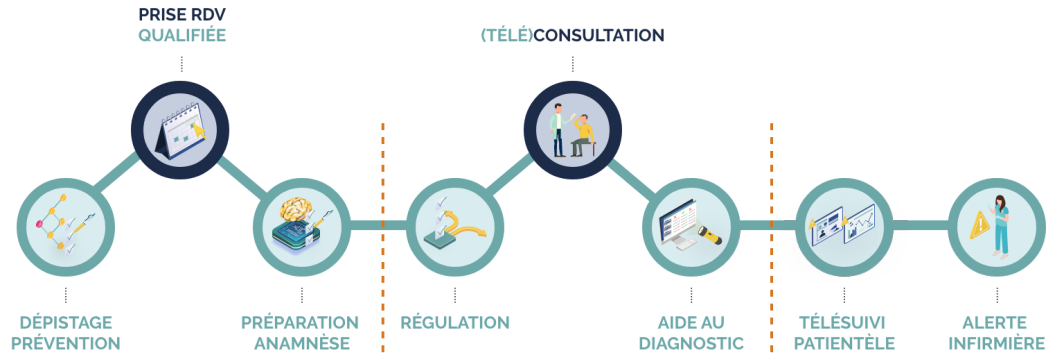 PRISE RDV
QUALIFIÉE
(TÉLÉ)CONSULTATION
DÉPISTAGE
PRÉVENTION
PRÉPARATION
ANAMNÈSE
RÉGULATION
AIDE AU
DIAGNOSTIC
TÉLÉSUIVI
PATIENTÈLE
ALERTE
INFIRMIÈRE